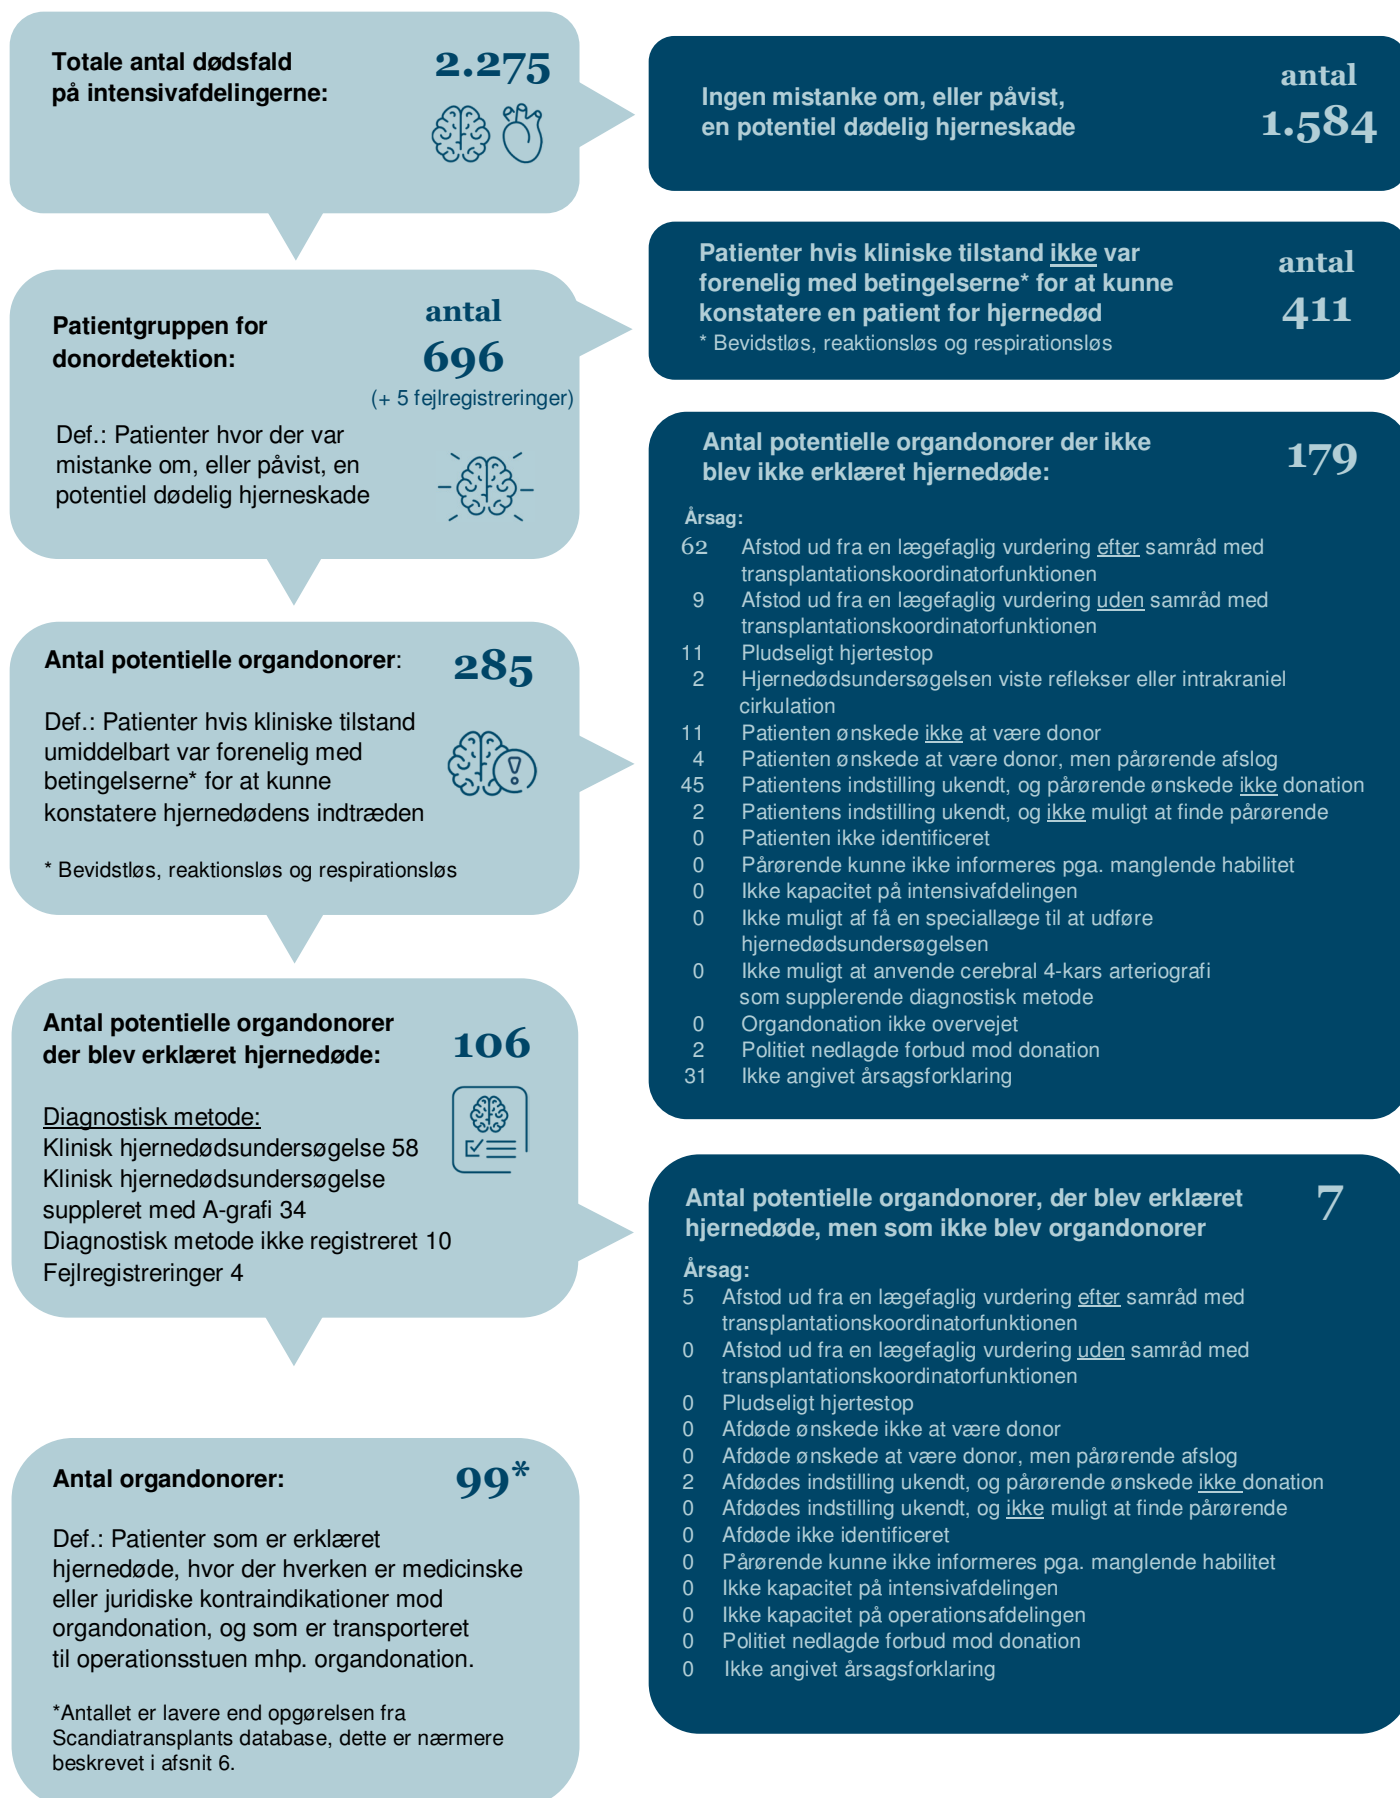 Totale antal dødsfald
på intensivafdelingerne:
2.275
Ingen mistanke om, eller påvist,
en potentiel dødelig hjerneskade
antal
1.584
Patientgruppen for
donordetektion:
antal
696
(+ 5 fejlregistreringer)
Def.: Patienter hvor der var
mistanke om, eller påvist, en
potentiel dødelig hjerneskade
Patienter hvis kliniske tilstand ikke var
forenelig med betingelserne* for at kunne
konstatere en patient for hjernedød
* Bevidstløs, reaktionsløs og respirationsløs
antal
411
Antal potentielle organdonorer:
285
Def.: Patienter hvis kliniske tilstand
umiddelbart var forenelig med
betingelserne* for at kunne
konstatere hjernedødens indtræden
* Bevidstløs, reaktionsløs og respirationsløs
Antal potentielle organdonorer der ikke
blev ikke erklæret hjernedøde:
179
Årsag:
62 Afstod ud fra en lægefaglig vurdering efter samråd med
transplantationskoordinatorfunktionen
9 Afstod ud fra en lægefaglig vurdering uden samråd med
transplantationskoordinatorfunktionen
11 Pludseligt hjertestop
2 Hjernedødsundersøgelsen viste reflekser eller intrakraniel
cirkulation
11 Patienten ønskede ikke at være donor
4 Patienten ønskede at være donor, men pårørende afslog
45 Patientens indstilling ukendt, og pårørende ønskede ikke donation
2 Patientens indstilling ukendt, og ikke muligt at finde pårørende
0 Patienten ikke identificeret
0 Pårørende kunne ikke informeres pga. manglende habilitet
0 Ikke kapacitet på intensivafdelingen
0 Ikke muligt af få en speciallæge til at udføre
hjernedødsundersøgelsen
0 Ikke muligt at anvende cerebral 4-kars arteriografi
som supplerende diagnostisk metode
0 Organdonation ikke overvejet
2 Politiet nedlagde forbud mod donation
31 Ikke angivet årsagsforklaring
Antal potentielle organdonorer
der blev erklæret hjernedøde:
106
Diagnostisk metode:
Klinisk hjernedødsundersøgelse 58
Klinisk hjernedødsundersøgelse
suppleret med A-grafi 34
Diagnostisk metode ikke registreret 10
Fejlregistreringer 4
Antal potentielle organdonorer, der blev erklæret
hjernedøde, men som ikke blev organdonorer
7
Årsag:
5 Afstod ud fra en lægefaglig vurdering efter samråd med
transplantationskoordinatorfunktionen
0 Afstod ud fra en lægefaglig vurdering uden samråd med
transplantationskoordinatorfunktionen
0 Pludseligt hjertestop
0 Afdøde ønskede ikke at være donor
0 Afdøde ønskede at være donor, men pårørende afslog
2 Afdødes indstilling ukendt, og pårørende ønskede ikke donation
0 Afdødes indstilling ukendt, og ikke muligt at finde pårørende
0 Afdøde ikke identificeret
0 Pårørende kunne ikke informeres pga. manglende habilitet
0 Ikke kapacitet på intensivafdelingen
0 Ikke kapacitet på operationsafdelingen
0 Politiet nedlagde forbud mod donation
0 Ikke angivet årsagsforklaring
Antal organdonorer:
99*
Def.: Patienter som er erklæret
hjernedøde, hvor der hverken er medicinske
eller juridiske kontraindikationer mod
organdonation, og som er transporteret
til operationsstuen mhp. organdonation.
*Antallet er lavere end opgørelsen fra
Scandiatransplants database, dette er nærmere
beskrevet i afsnit 6.